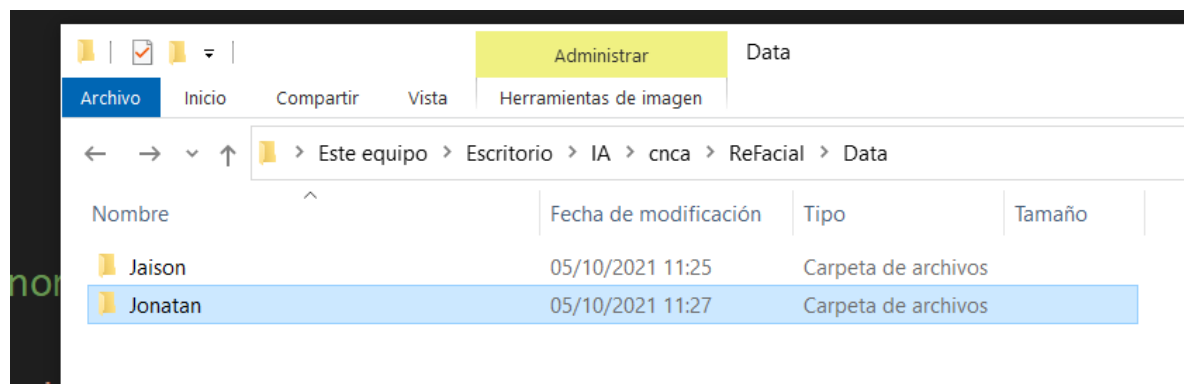 Administrar Data
Archivo Inicio Compartir Vista Herramientas de imagen
Este equipo > Escritorio > IA > cnca > ReFacial > Data
Nombre Fecha de modificación Tipo Tamaño
Jaison 05/10/2021 11:25 Carpeta de archivos
Jonatan 05/10/2021 11:27 Carpeta de archivos